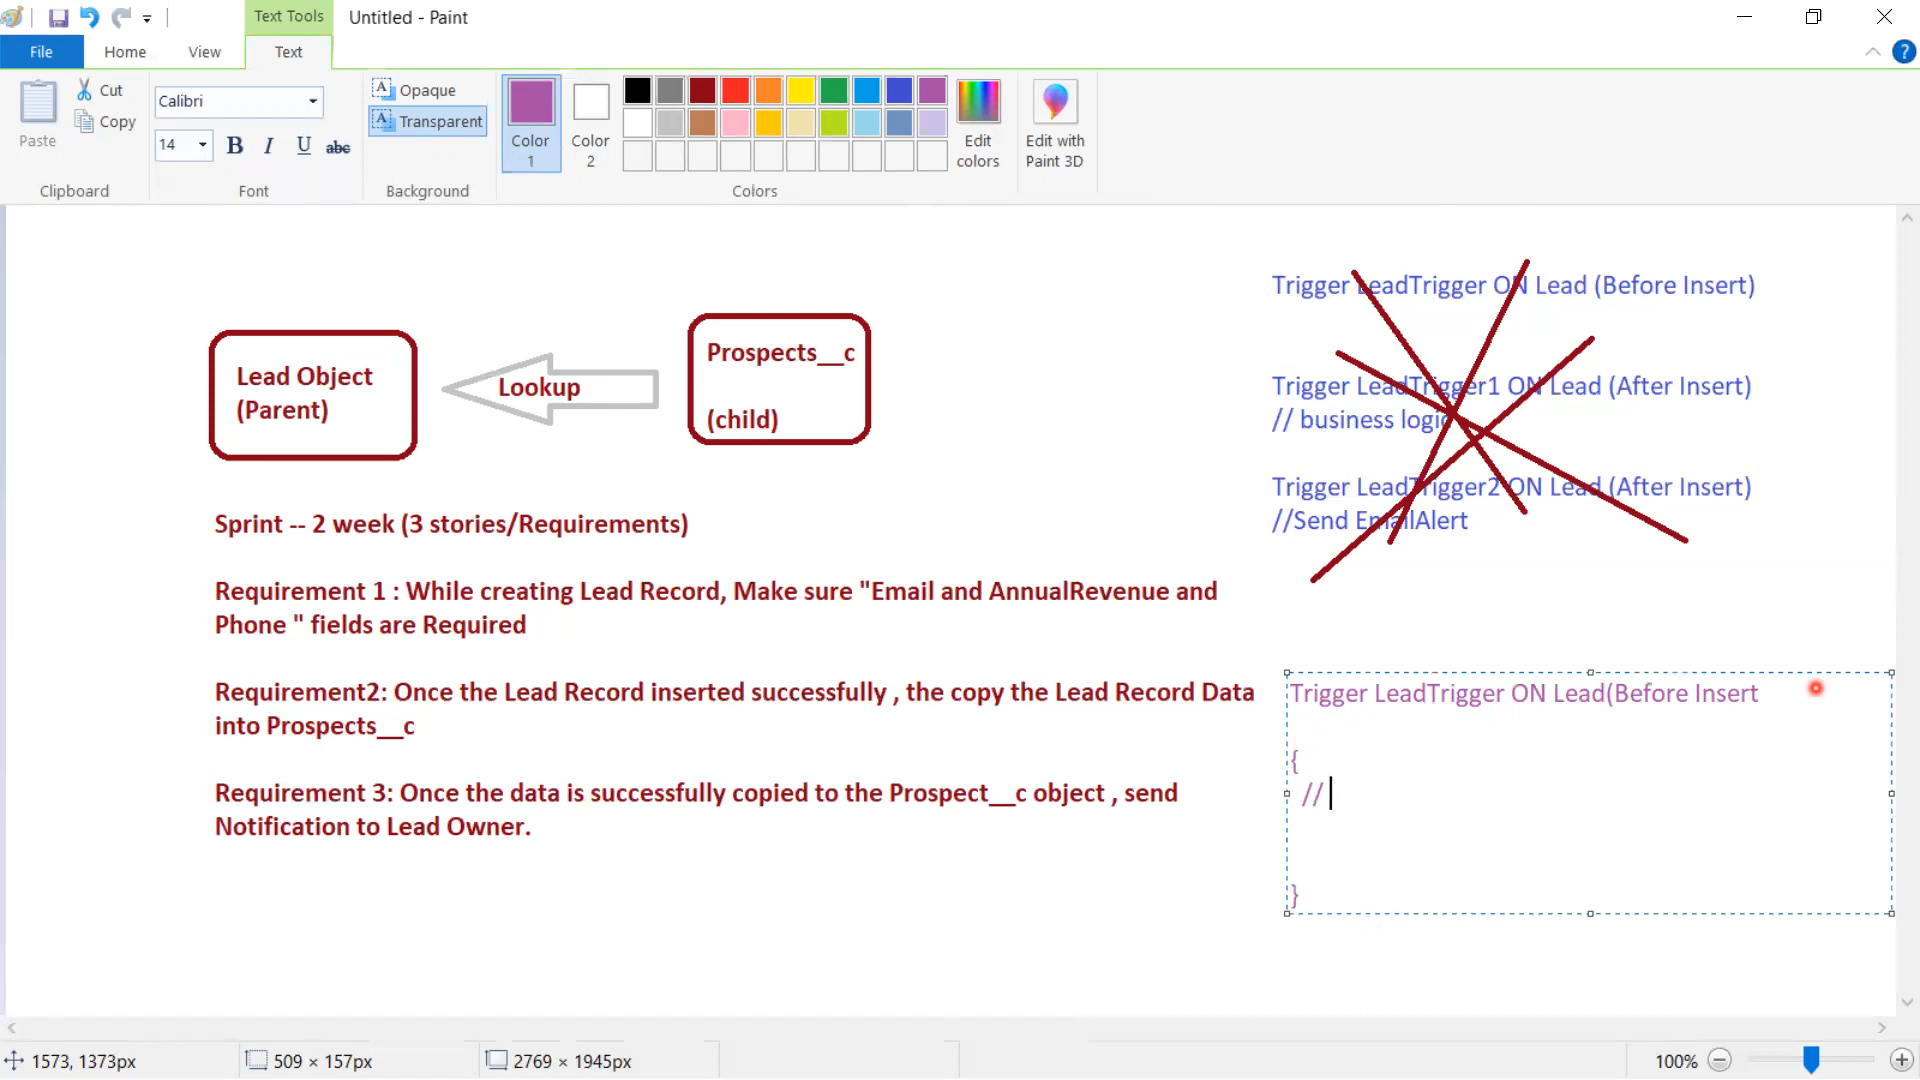 Text Tools
Untitled - Paint
File
Home
View
Text
Paste
Cut
Copy
Clipboard
Calibri
14
B I U abc
Font
A Opaque
A Transparent
Background
Color
1
Color
2
Edit
colors
Edit with
Paint 3D
Colors
?
Lead Object
(Parent)
Lookup
Prospects__c
(child)
Sprint -- 2 week (3 stories/Requirements)
Requirement 1 : While creating Lead Record, Make sure "Email and AnnualRevenue and
Phone " fields are Required
Requirement2: Once the Lead Record inserted successfully , the copy the Lead Record Data
into Prospects__c
Requirement 3: Once the data is successfully copied to the Prospect__c object , send
Notification to Lead Owner.
Trigger LeadTrigger ON Lead (Before Insert)
Trigger LeadTrigger1 ON Lead (After Insert)
// business logic
Trigger LeadTrigger2 ON Lead (After Insert)
//Send EmailAlert
Trigger LeadTrigger ON Lead(Before Insert
{
//
}
1573, 1373px
509 × 157px
2769 × 1945px
100%